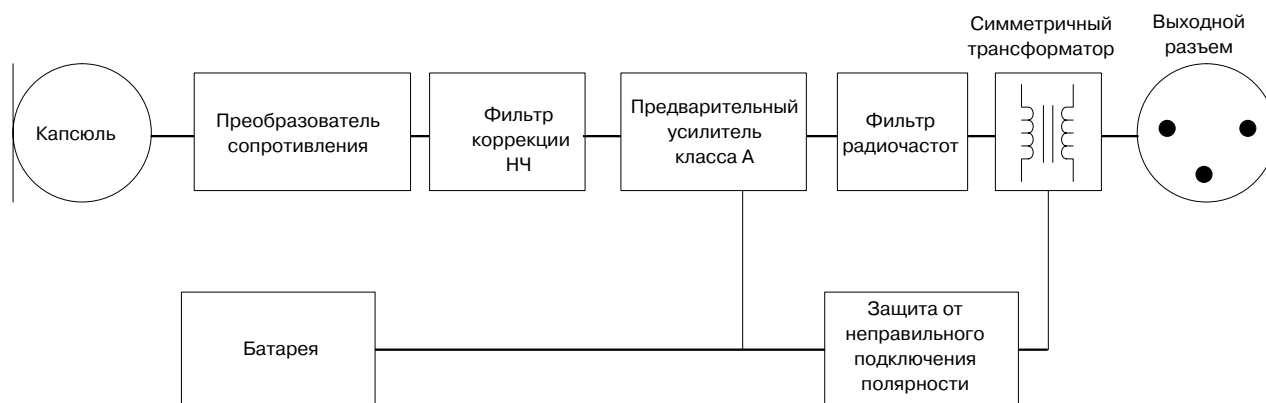 Симметричный
трансформатор
Выходной
разъем
Капсюль
Преобразователь
сопротивления
Фильтр
коррекции
НЧ
Предварительный
усилитель
класса А
Фильтр
радиочастот
Батарея
Защита от
неправильного
подключения
полярности